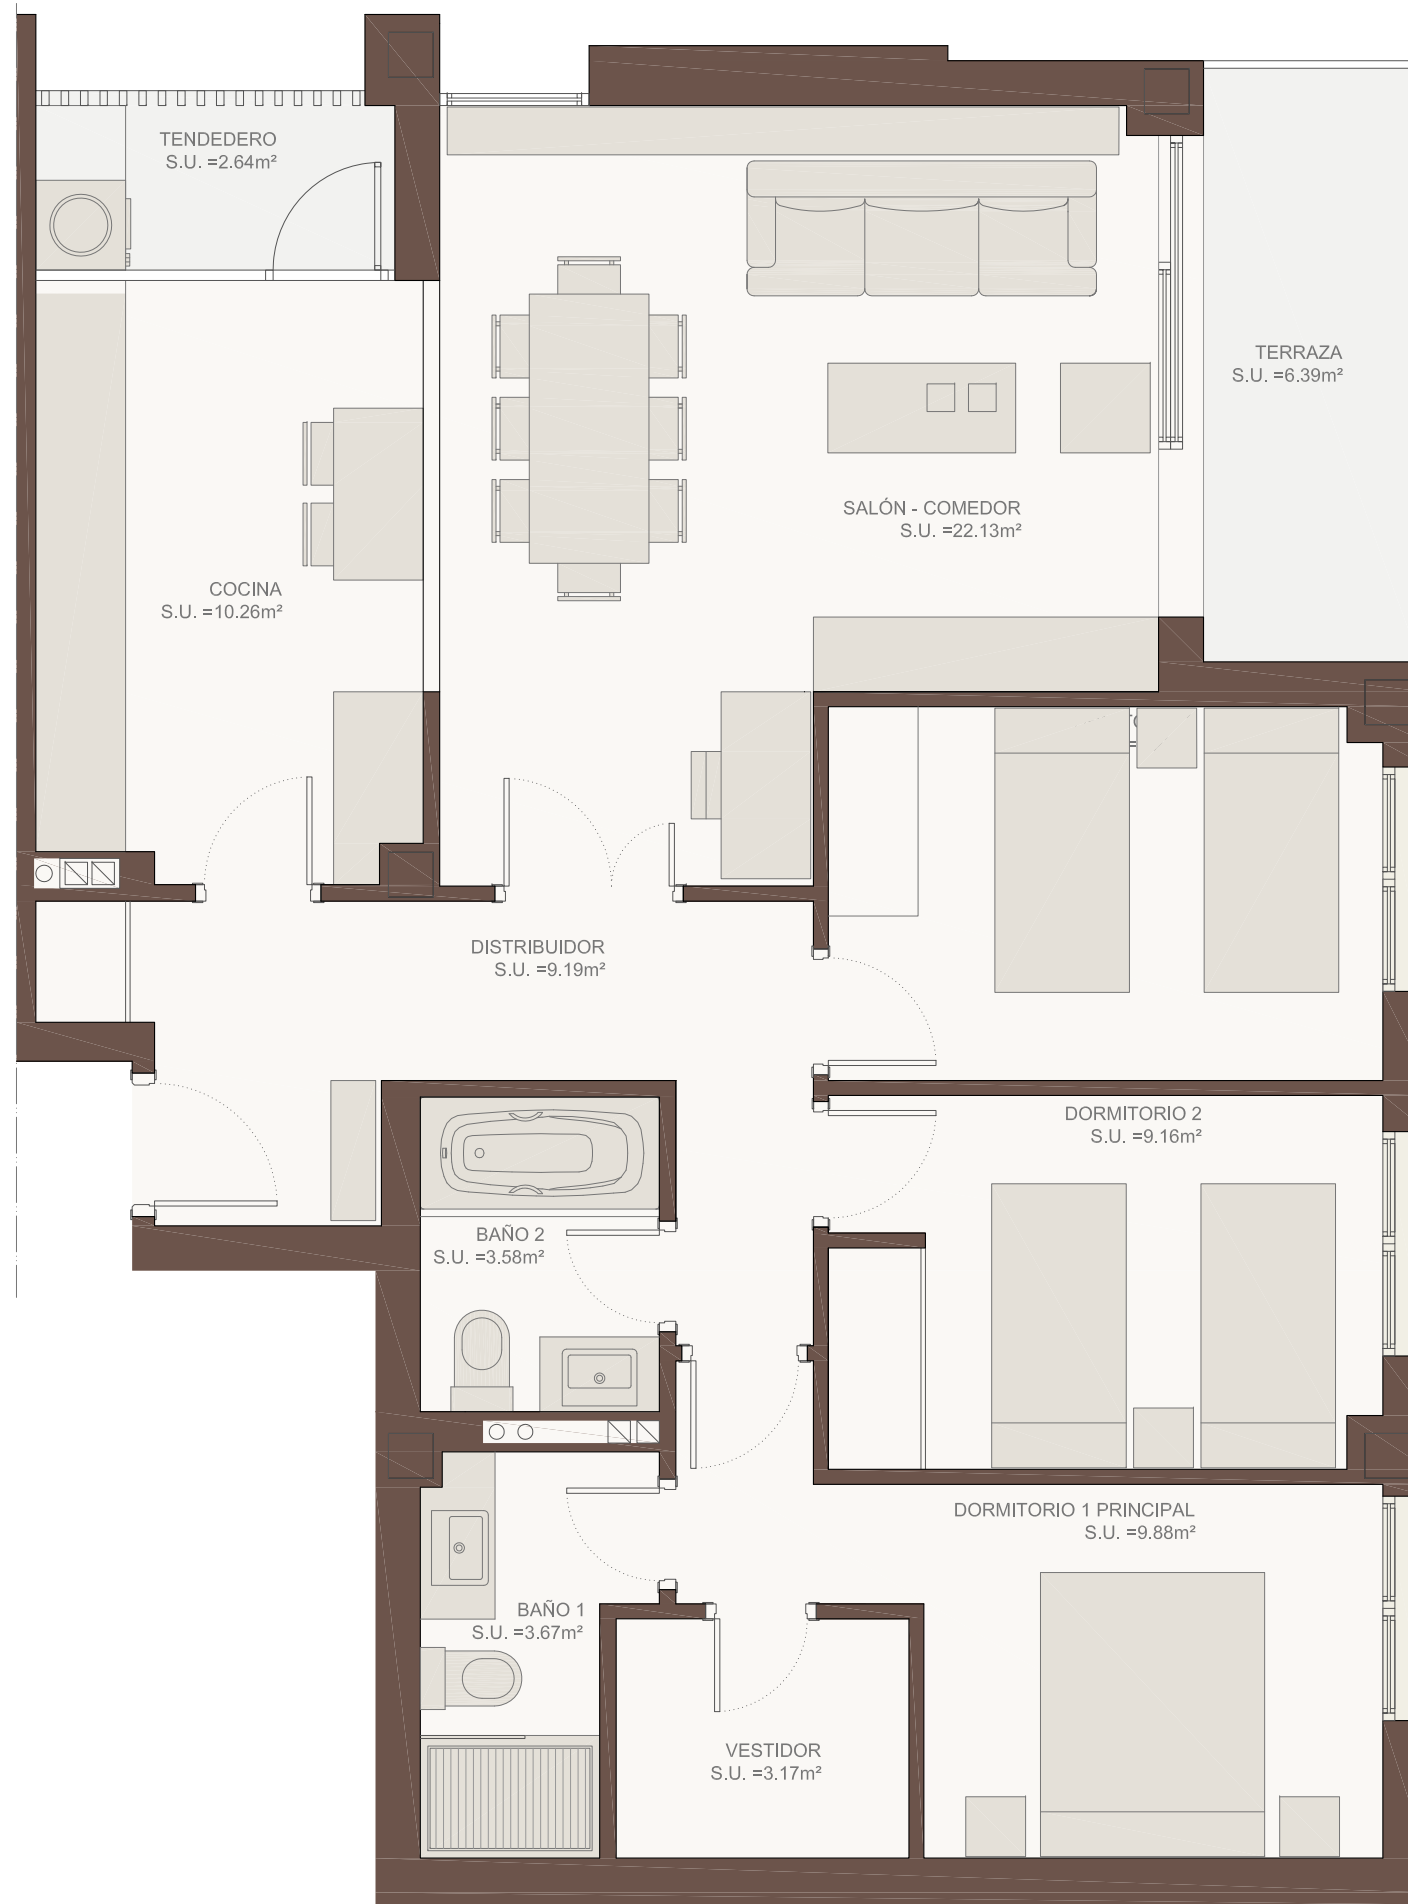 TENDEDERO
S.U. =2.64m²
TERRAZA
S.U. =6.39m²
SALÓN - COMEDOR
S.U. =22.13m²
COCINA
S.U. =10.26m²
DISTRIBUIDOR
S.U. =9.19m²
DORMITORIO 2
S.U. =9.16m²
BAÑO 2
S.U. =3.58m²
DORMITORIO 1 PRINCIPAL
S.U. =9.88m²
BAÑO 1
S.U. =3.67m²
VESTIDOR
S.U. =3.17m²